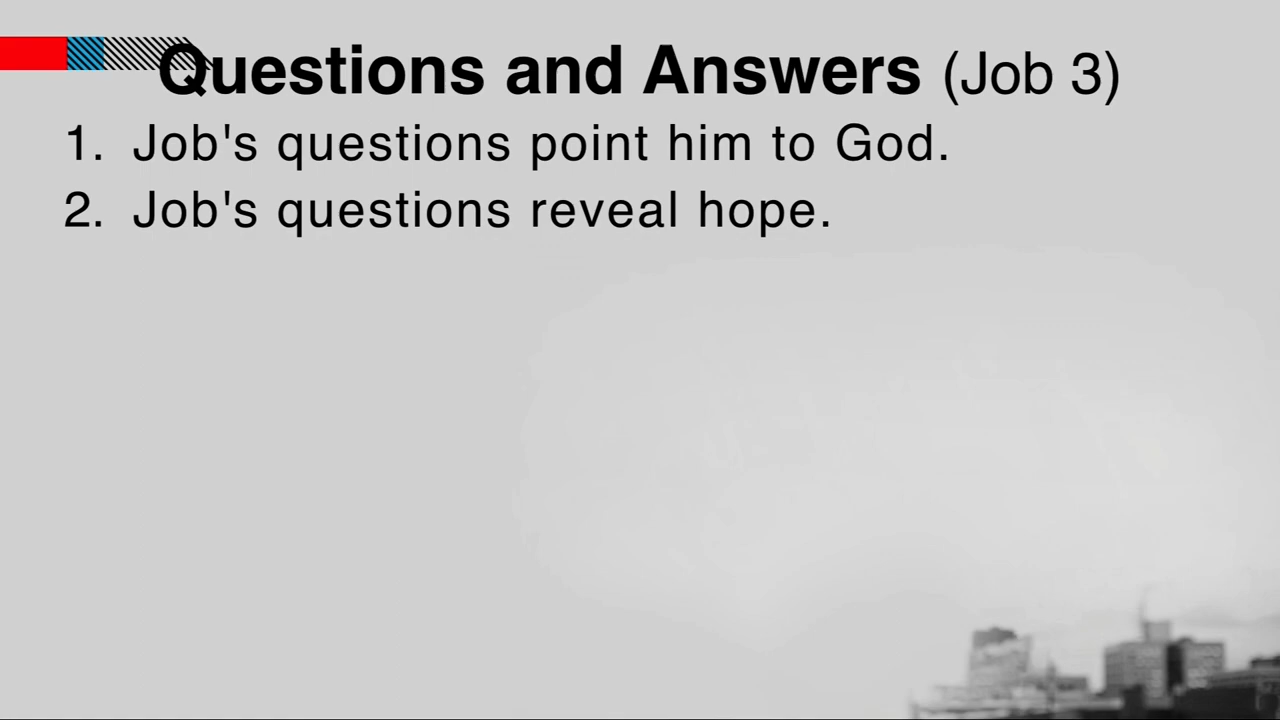 Questions and Answers (Job 3)
1. Job's questions point him to God.
2. Job's questions reveal hope.